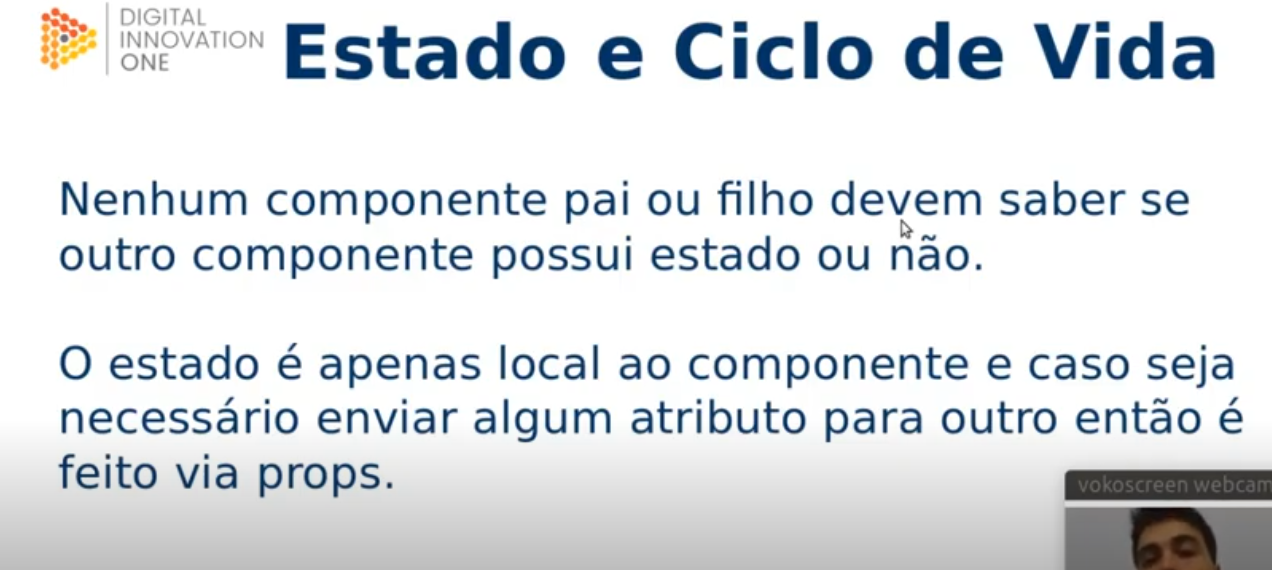 DIGITAL
INNOVATION
ONE
Estado e Ciclo de Vida
Nenhum componente pai ou filho devem saber se
outro componente possui estado ou não.
O estado é apenas local ao componente e caso seja
necessário enviar algum atributo para outro então é
feito via props.
vokoscreen webcam